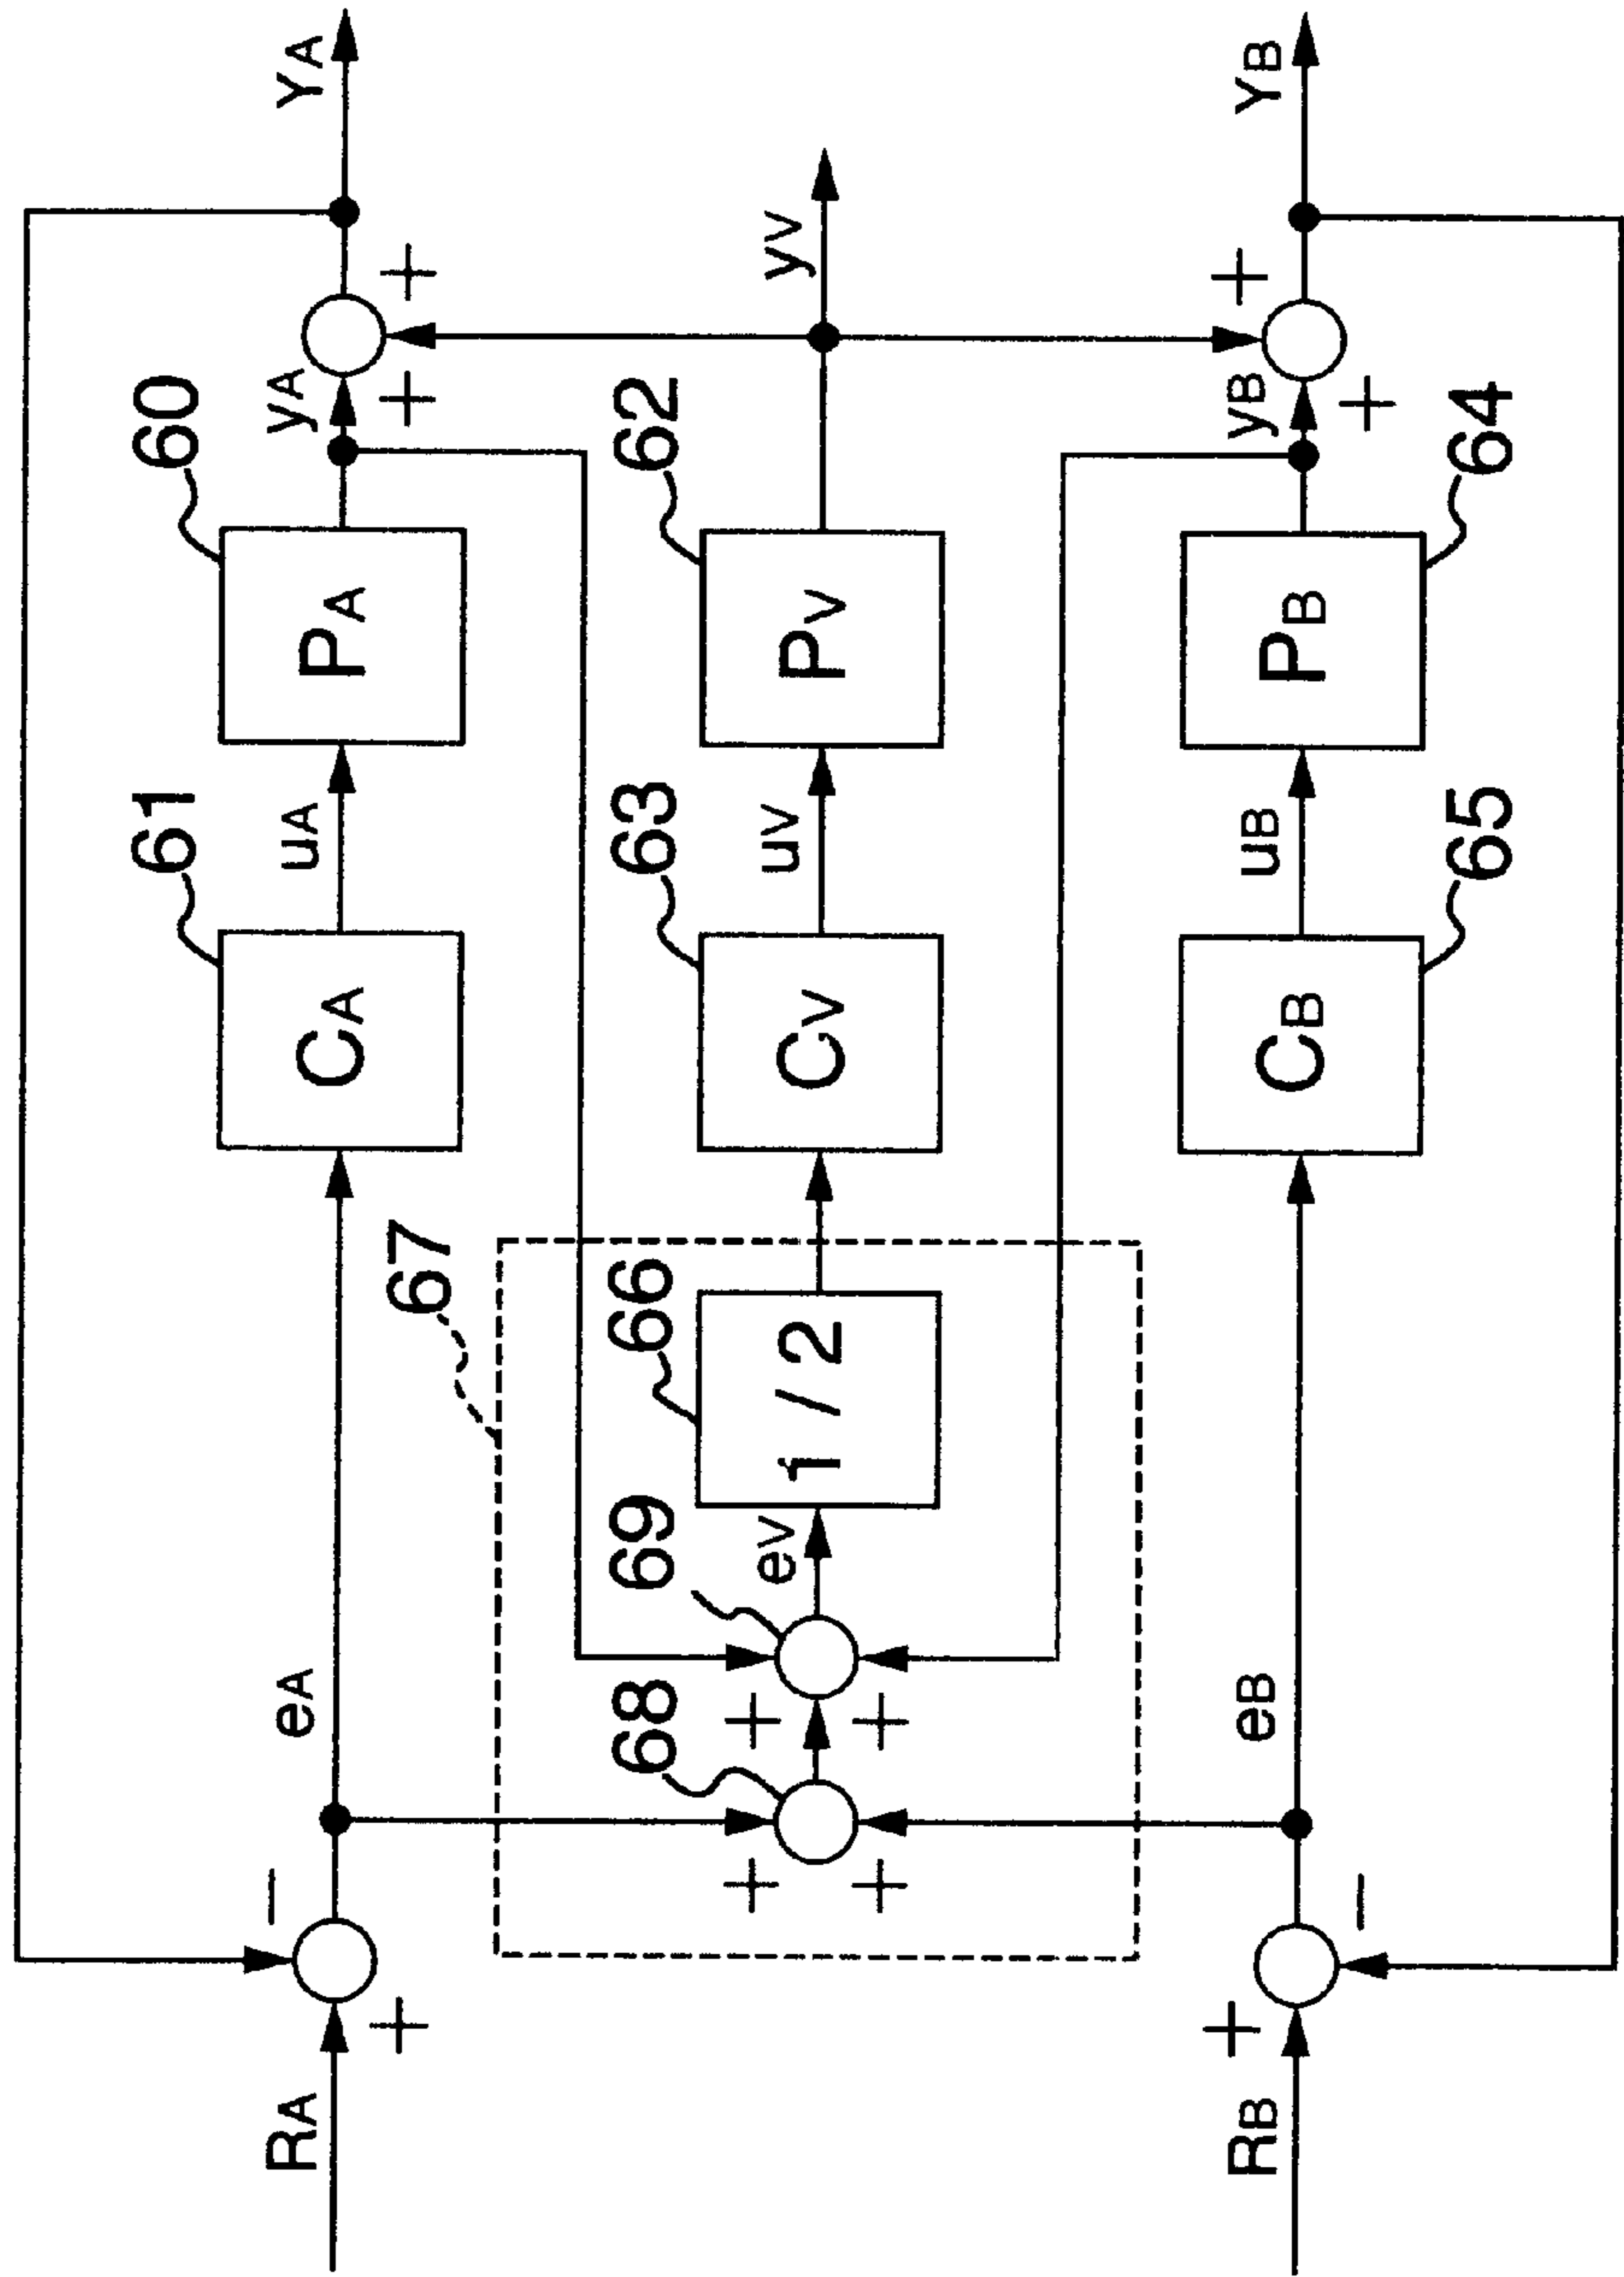 61
60
RA
+
−
eA
CA
uA
PA
yA
+
+
YA
67
68
69
66
63
62
+
+
+
+
eV
1/2
CV
uV
PV
yV
RB
+
−
eB
CB
uB
PB
yB
+
+
YB
65
64